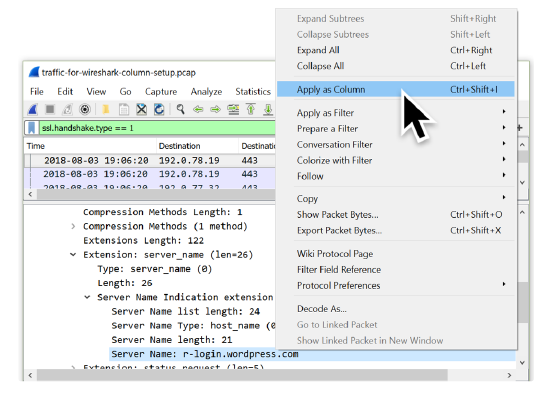 Expand Subtrees Shift+Right
Collapse Subtrees Shift+Left
Expand All Ctrl+Right
Collapse All Ctrl+Left
Apply as Column Ctrl+Shift+I
Apply as Filter
Prepare a Filter
Conversation Filter
Colorize with Filter
Follow
Copy
Show Packet Bytes... Ctrl+Shift+O
Export Packet Bytes... Ctrl+Shift+X
Wiki Protocol Page
Filter Field Reference
Protocol Preferences
Decode As...
Go to Linked Packet
Show Linked Packet in New Window
traffic-for-wireshark-column-setup.pcap
File Edit View Go Capture Analyze Statistics
ssl.handshake.type == 1
Time Destination Destinatio
2018-08-03 19:06:20 192.0.78.19 443
2018-08-03 19:06:20 192.0.78.19 443
2018-08-03 19:06:20 192.0.77.32 443
Compression Methods Length: 1
Compression Methods (1 method)
Extensions Length: 122
Extension: server_name (len=26)
Type: server_name (0)
Length: 26
Server Name Indication extension
Server Name list length: 24
Server Name Type: host_name (0
Server Name length: 21
Server Name: r-login.wordpress.com
Extension: status_request (len=5)